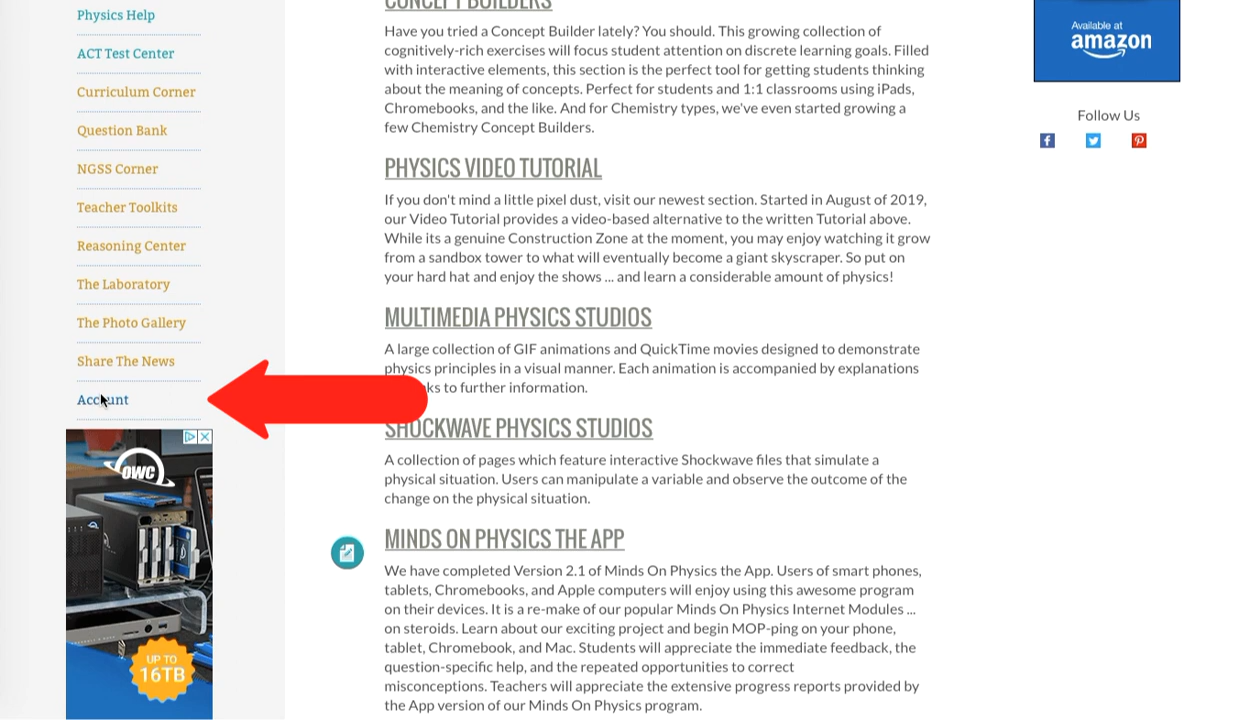 Physics Help
ACT Test Center
Curriculum Corner
Question Bank
NGSS Corner
Teacher Toolkits
Reasoning Center
The Laboratory
The Photo Gallery
Share The News
Account
OWC
UP TO
16TB
CONCEPT BUILDERS
Have you tried a Concept Builder lately? You should. This growing collection of
cognitively-rich exercises will focus student attention on discrete learning goals. Filled
with interactive elements, this section is the perfect tool for getting students thinking
about the meaning of concepts. Perfect for students and 1:1 classrooms using iPads,
Chromebooks, and the like. And for Chemistry types, we've even started growing a
few Chemistry Concept Builders.
PHYSICS VIDEO TUTORIAL
If you don't mind a little pixel dust, visit our newest section. Started in August of 2019,
our Video Tutorial provides a video-based alternative to the written Tutorial above.
While its a genuine Construction Zone at the moment, you may enjoy watching it grow
from a sandbox tower to what will eventually become a giant skyscraper. So put on
your hard hat and enjoy the shows ... and learn a considerable amount of physics!
MULTIMEDIA PHYSICS STUDIOS
A large collection of GIF animations and QuickTime movies designed to demonstrate
physics principles in a visual manner. Each animation is accompanied by explanations
to further information.
SHOCKWAVE PHYSICS STUDIOS
A collection of pages which feature interactive Shockwave files that simulate a
physical situation. Users can manipulate a variable and observe the outcome of the
change on the physical situation.
MINDS ON PHYSICS THE APP
We have completed Version 2.1 of Minds On Physics the App. Users of smart phones,
tablets, Chromebooks, and Apple computers will enjoy using this awesome program
on their devices. It is a re-make of our popular Minds On Physics Internet Modules ...
on steroids. Learn about our exciting project and begin MOP-ping on your phone,
tablet, Chromebook, and Mac. Students will appreciate the immediate feedback, the
question-specific help, and the repeated opportunities to correct
misconceptions. Teachers will appreciate the extensive progress reports provided by
the App version of our Minds On Physics program.
Available at
amazon
Follow Us